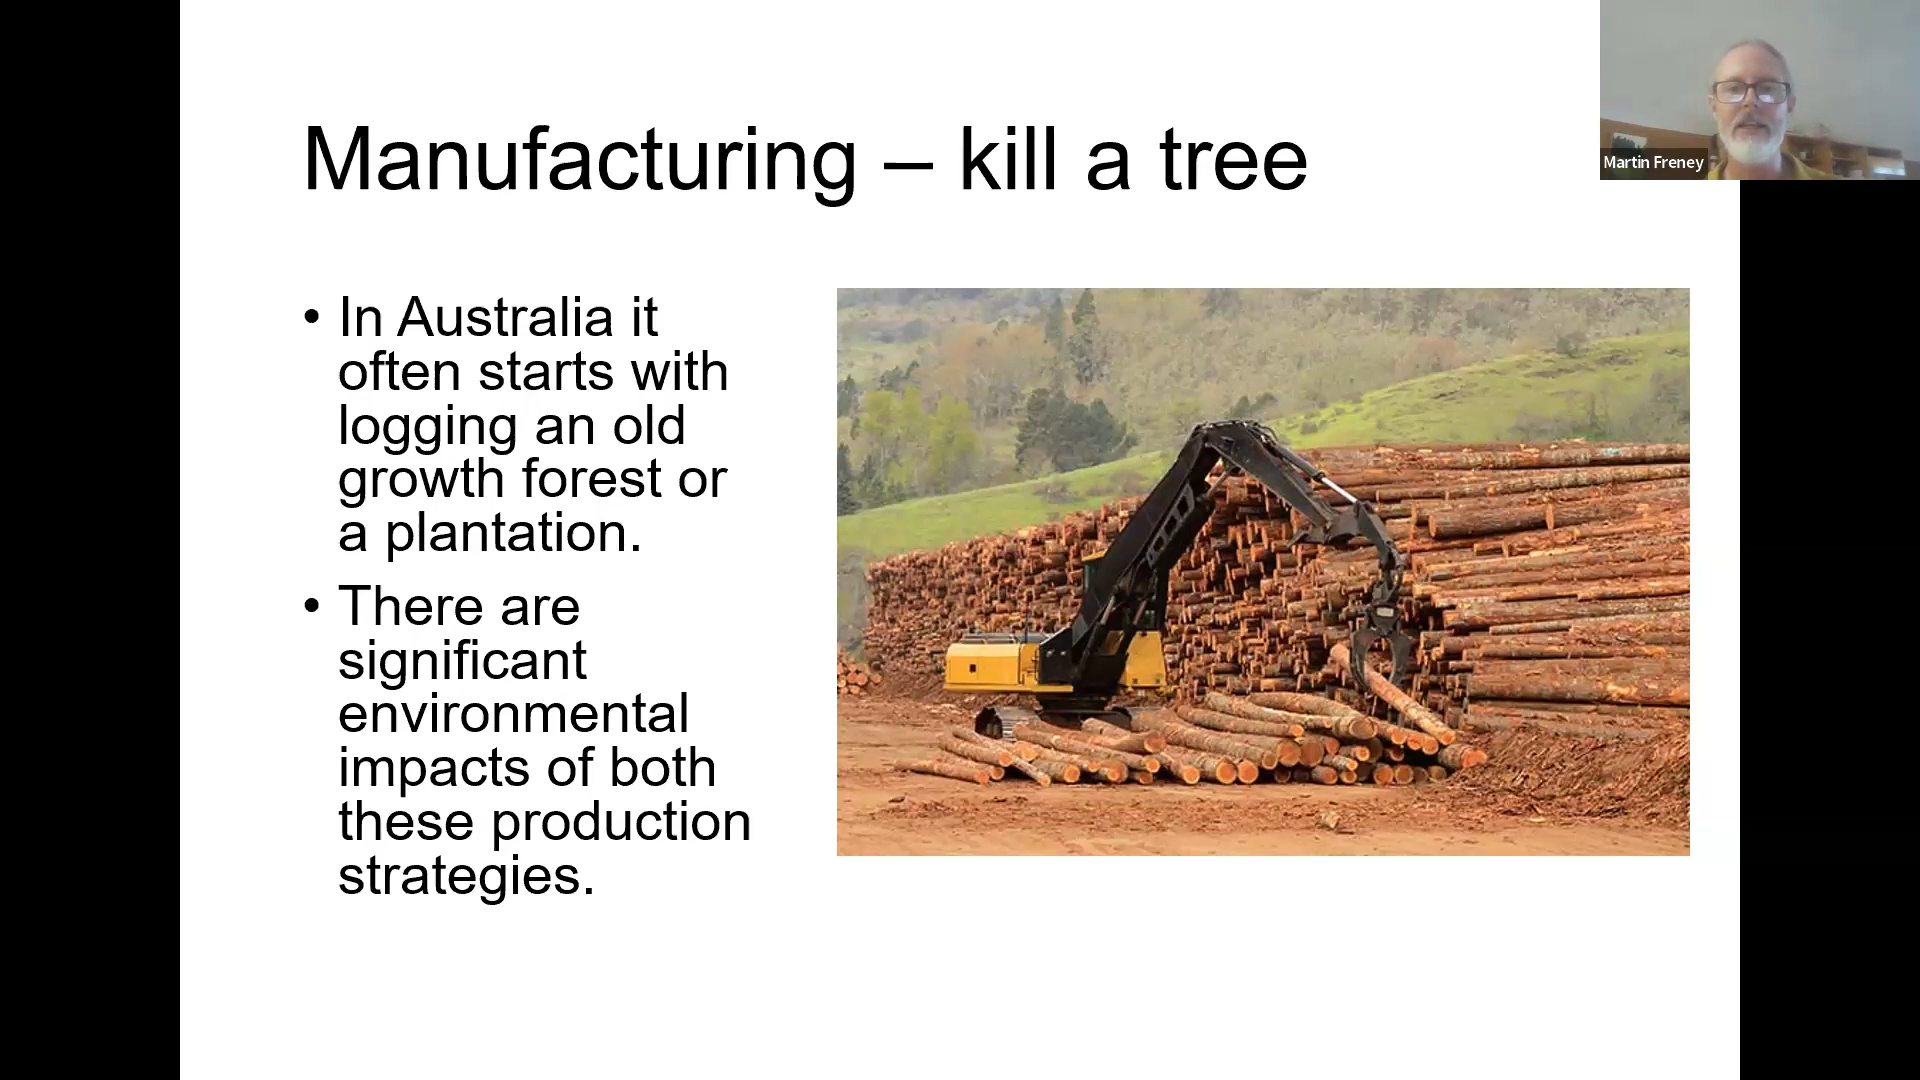 Manufacturing – kill a tree
Martin Freney
• In Australia it
often starts with
logging an old
growth forest or
a plantation.
• There are
significant
environmental
impacts of both
these production
strategies.